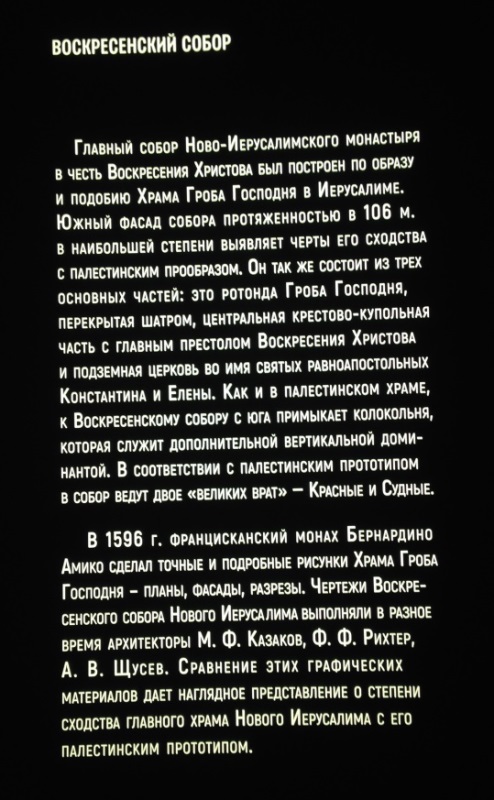 ВОСКРЕСЕНСКИЙ СОБОР
ГЛАВНЫЙ СОБОР НОВО-ИЕРУСАЛИМСКОГО МОНАСТЫРЯ
В ЧЕСТЬ ВОСКРЕСЕНИЯ ХРИСТОВА БЫЛ ПОСТРОЕН ПО ОБРАЗУ
И ПОДОБИЮ ХРАМА ГРОБА ГОСПОДНЯ В ИЕРУСАЛИМЕ.
ЮЖНЫЙ ФАСАД СОБОРА ПРОТЯЖЕННОСТЬЮ В 106 М.
В НАИБОЛЬШЕЙ СТЕПЕНИ ВЫЯВЛЯЕТ ЧЕРТЫ ЕГО СХОДСТВА
С ПАЛЕСТИНСКИМ ПРООБРАЗОМ. ОН ТАК ЖЕ СОСТОИТ ИЗ ТРЕХ
ОСНОВНЫХ ЧАСТЕЙ: ЭТО РОТОНДА ГРОБА ГОСПОДНЯ,
ПЕРЕКРЫТАЯ ШАТРОМ, ЦЕНТРАЛЬНАЯ КРЕСТОВО-КУПОЛЬНАЯ
ЧАСТЬ С ГЛАВНЫМ ПРЕСТОЛОМ ВОСКРЕСЕНИЯ ХРИСТОВА
И ПОДЗЕМНАЯ ЦЕРКОВЬ ВО ИМЯ СВЯТЫХ РАВНОАПОСТОЛЬНЫХ
КОНСТАНТИНА И ЕЛЕНЫ. КАК И В ПАЛЕСТИНСКОМ ХРАМЕ,
К ВОСКРЕСЕНСКОМУ СОБОРУ С ЮГА ПРИМЫКАЕТ КОЛОКОЛЬНЯ,
КОТОРАЯ СЛУЖИТ ДОПОЛНИТЕЛЬНОЙ ВЕРТИКАЛЬНОЙ ДОМИ-
НАНТОЙ. В СООТВЕТСТВИИ С ПАЛЕСТИНСКИМ ПРОТОТИПОМ
В СОБОР ВЕДУТ ДВОЕ «ВЕЛИКИХ ВРАТ» — КРАСНЫЕ И СУДНЫЕ.
В 1596 Г. ФРАНЦИСКАНСКИЙ МОНАХ БЕРНАРДИНО
АМИКО СДЕЛАЛ ТОЧНЫЕ И ПОДРОБНЫЕ РИСУНКИ ХРАМА ГРОБА
ГОСПОДНЯ – ПЛАНЫ, ФАСАДЫ, РАЗРЕЗЫ. ЧЕРТЕЖИ ВОСКРЕ-
СЕНСКОГО СОБОРА НОВОГО ИЕРУСАЛИМА ВЫПОЛНЯЛИ В РАЗНОЕ
ВРЕМЯ АРХИТЕКТОРЫ М. Ф. КАЗАКОВ, Ф. Ф. РИХТЕР,
А. В. ЩУСЕВ. СРАВНЕНИЕ ЭТИХ ГРАФИЧЕСКИХ
МАТЕРИАЛОВ ДАЕТ НАГЛЯДНОЕ ПРЕДСТАВЛЕНИЕ О СТЕПЕНИ
СХОДСТВА ГЛАВНОГО ХРАМА НОВОГО ИЕРУСАЛИМА С ЕГО
ПАЛЕСТИНСКИМ ПРОТОТИПОМ.